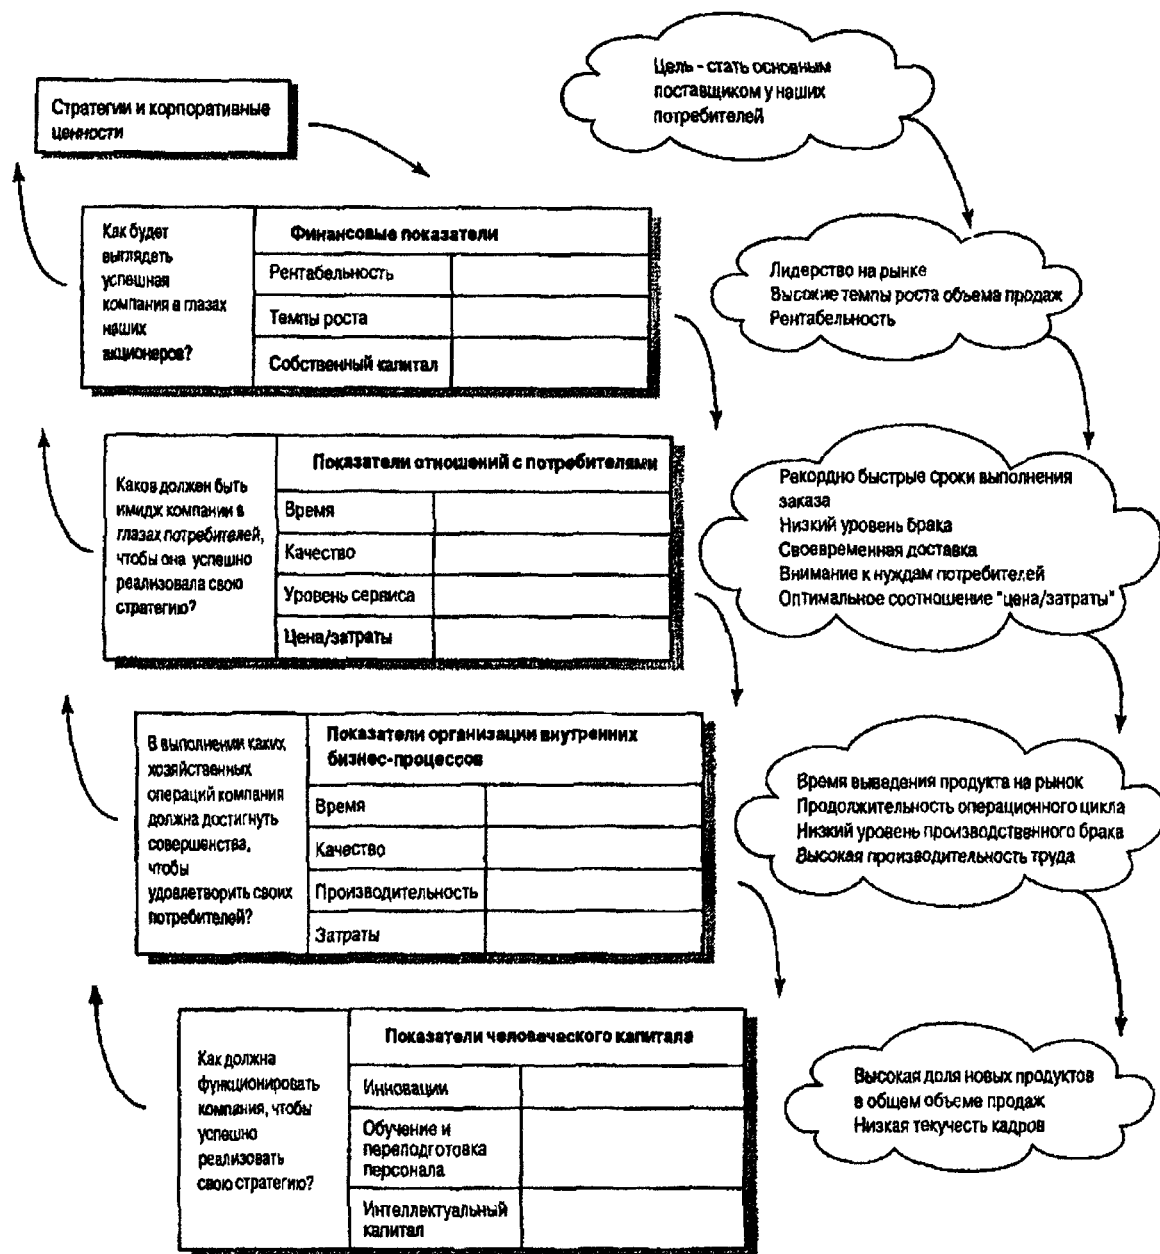 Цель - стать основным
поставщиком у наших
потребителей
Стратегии и корпоративные
ценности
Как будет
выглядеть
успешная
компания в глазах
наших
акционеров?
Финансовые показатели
Рентабельность
Темпы роста
Собственный капитал
Лидерство на рынке
Высокие темпы роста объема продаж
Рентабельность
Каков должен быть
имидж компании в
глазах потребителей,
чтобы она успешно
реализовала свою
стратегию?
Показатели отношений с потребителями
Время
Качество
Уровень сервиса
Цена/затраты
Рекордно быстрые сроки выполнения
заказа
Низкий уровень брака
Своевременная доставка
Внимание к нуждам потребителей
Оптимальное соотношение "цена/затраты"
В выполнении каких
хозяйственных
операций компания
должна достигнуть
совершенства,
чтобы
удовлетворить своих
потребителей?
Показатели организации внутренних
бизнес-процессов
Время
Качество
Производительность
Затраты
Время выведения продукта на рынок
Продолжительность операционного цикла
Низкий уровень производственного брака
Высокая производительность труда
Как должна
функционировать
компания, чтобы
успешно
реализовать
свою стратегию?
Показатели человеческого капитала
Инновации
Обучение и
переподготовка
персонала
Интеллектуальный
капитал
Высокая доля новых продуктов
в общем объеме продаж
Низкая текучесть кадров